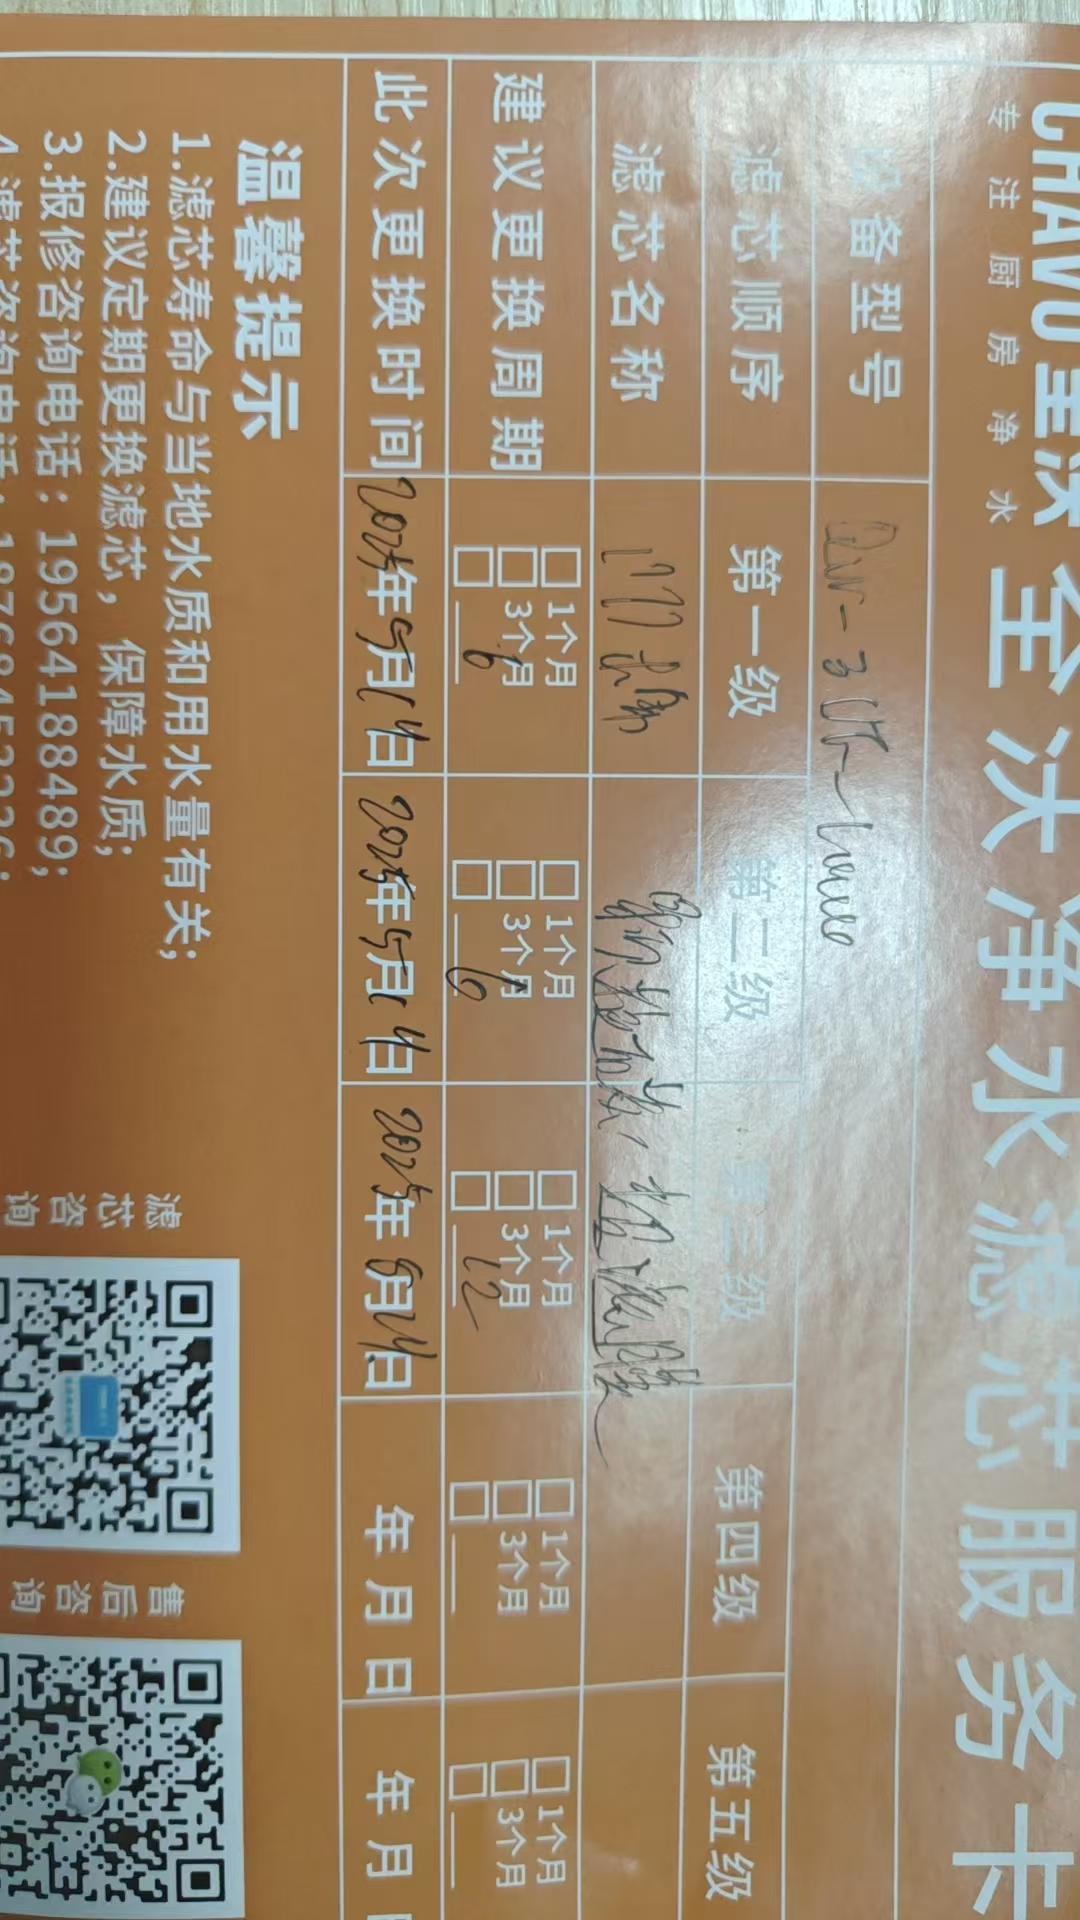 CHAVO 全决净水滤芯服务卡
专注厨房净水
设备型号
滤芯顺序 第一级 第二级 第三级 第四级 第五级
滤芯名称
建议更换周期 □1个月 □3个月 □6 □1个月 □3个月 □6 □1个月 □3个月 □12 □1个月 □3个月 □ □1个月 □3个月 □
此次更换时间 2025年5月14日 2025年5月14日 2025年8月14日 年 月 日 年 月
温馨提示
1.滤芯寿命与当地水质和用水量有关;
2.建议定期更换滤芯,保障水质;
3.报修咨询电话:19564188489;
滤芯咨询
售后咨询